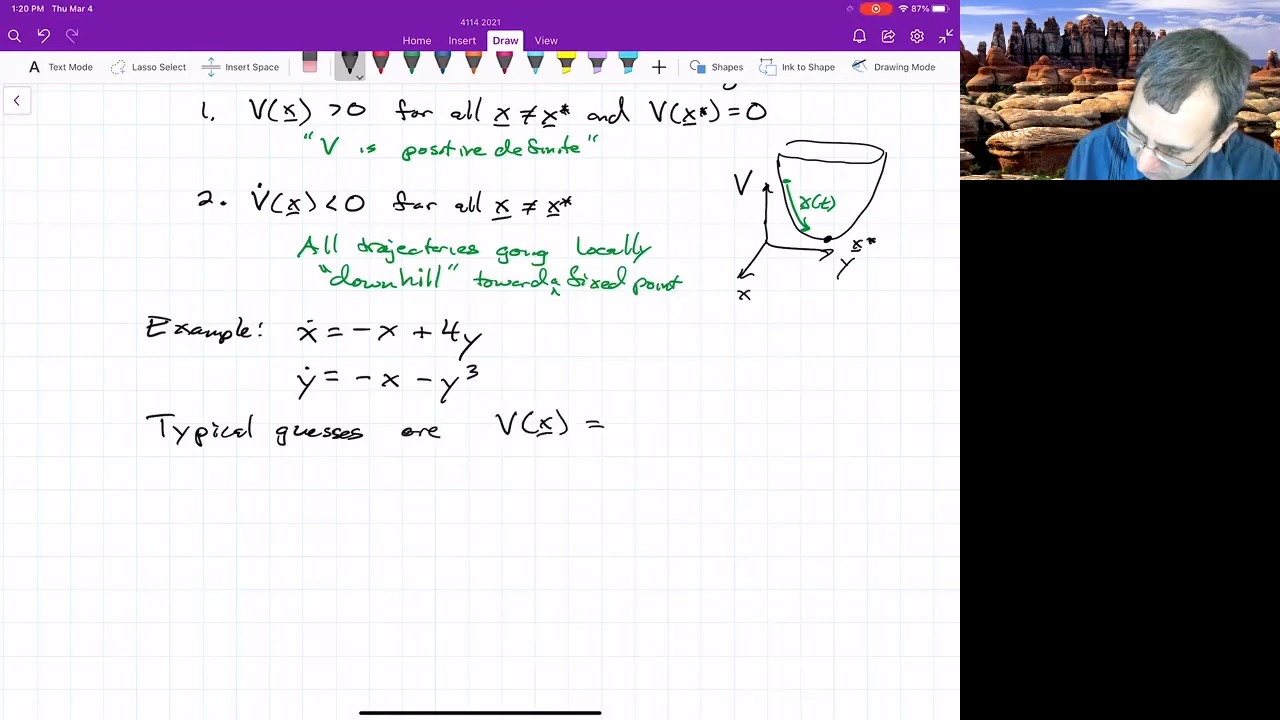 1:20 PM Thu Mar 4
87%
4114 2021
Home Insert Draw View
Text Mode Lasso Select Insert Space Shapes Ink to Shape Drawing Mode
1. V(x) >0 for all x ≠ x* and V(x*) = 0
"V is positive definite"
2. V̇(x) < 0 for all x ≠ x*
All trajectories going locally
"downhill" toward a fixed point
V
x(t)
x*
y
x
Example: ẋ = -x + 4y
ẏ = -x - y³
Typical guesses are V(x) =